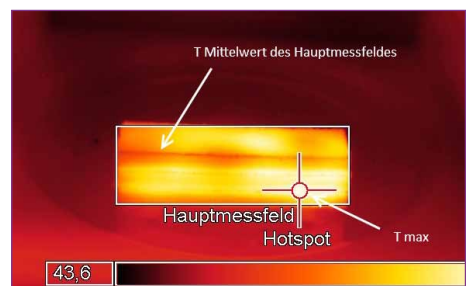 T Mittelwert des Hauptmessfeldes
Hauptmessfeld
Hotspot
T max
43,6